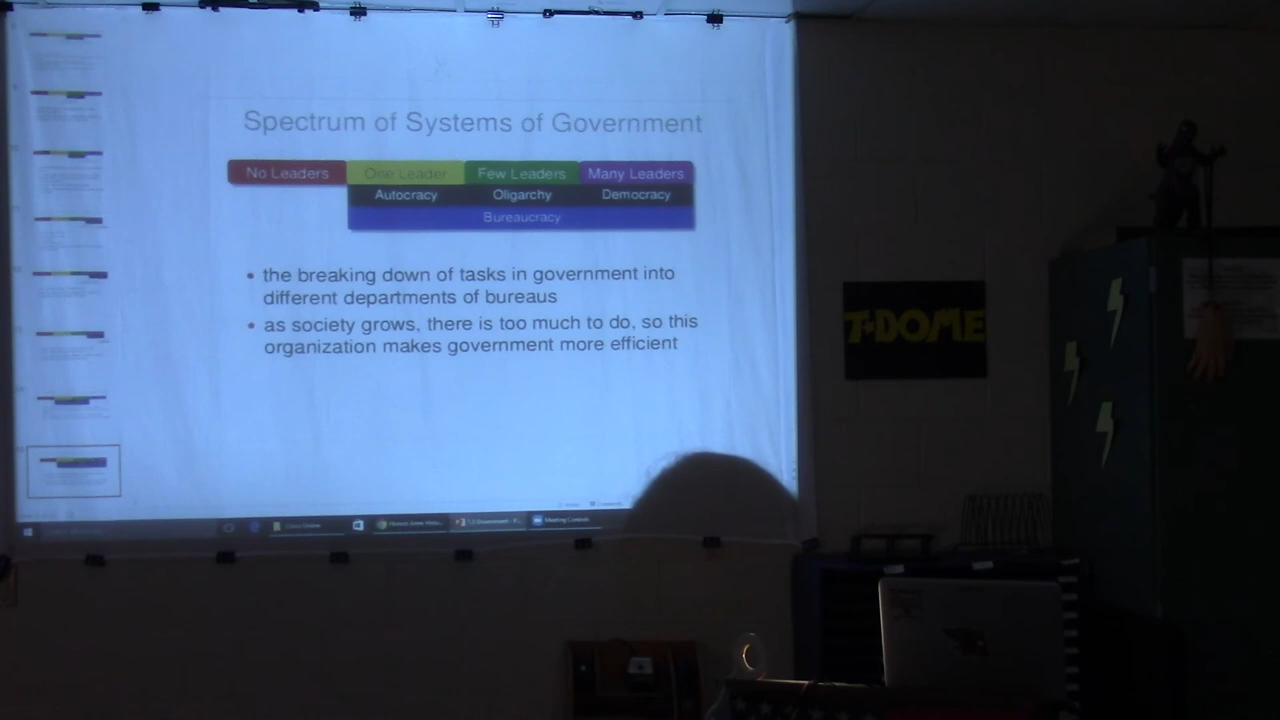 Spectrum of Systems of Government
No Leaders One Leader Few Leaders Many Leaders
Autocracy Oligarchy Democracy
Bureaucracy
• the breaking down of tasks in government into
different departments of bureaus
• as society grows, there is too much to do, so this
organization makes government more efficient
T-DOME
Meeting Controls